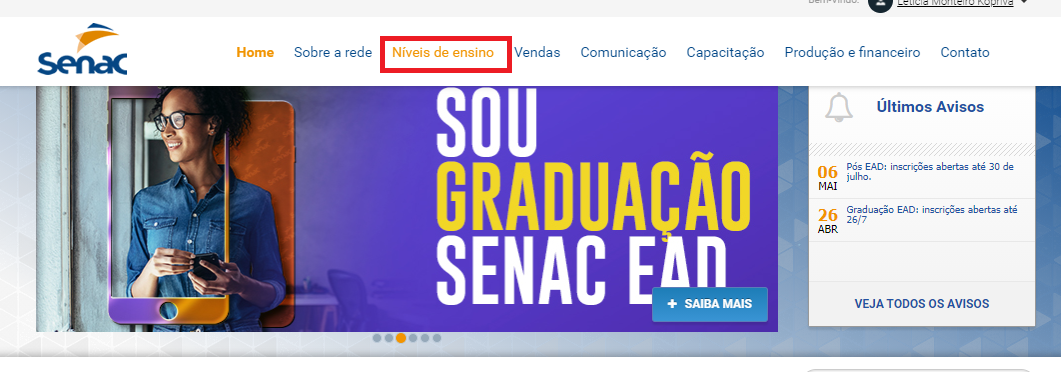 Bem-vindo: Letícia Monteiro Kopriva
Senac
Home Sobre a rede Níveis de ensino Vendas Comunicação Capacitação Produção e financeiro Contato
SOU
GRADUAÇÃO
SENAC EAD
+ SAIBA MAIS
Últimos Avisos
06 MAI
Pós EAD: inscrições abertas até 30 de
julho.
26 ABR
Graduação EAD: inscrições abertas até
26/7
VEJA TODOS OS AVISOS